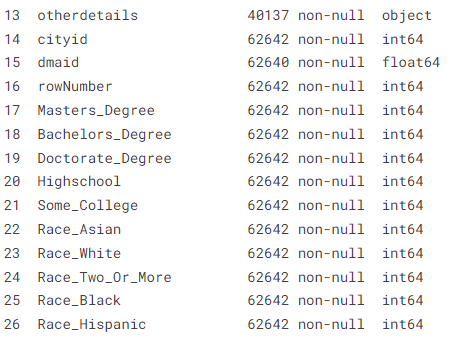 13 otherdetails 40137 non-null object
14 cityid 62642 non-null int64
15 dmaid 62640 non-null float64
16 rowNumber 62642 non-null int64
17 Masters_Degree 62642 non-null int64
18 Bachelors_Degree 62642 non-null int64
19 Doctorate_Degree 62642 non-null int64
20 Highschool 62642 non-null int64
21 Some_College 62642 non-null int64
22 Race_Asian 62642 non-null int64
23 Race_White 62642 non-null int64
24 Race_Two_Or_More 62642 non-null int64
25 Race_Black 62642 non-null int64
26 Race_Hispanic 62642 non-null int64